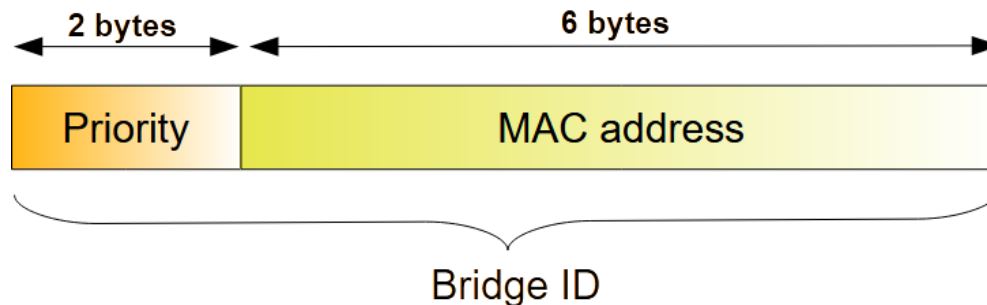 2 bytes
6 bytes
Priority
MAC address
Bridge ID